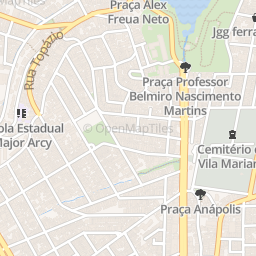 Praça Alex
Freua Neto
Jgg ferra
Rua Topázio
Praça Professor
Belmiro Nascimento
Martins
ola Estadual
Major Arcy
© OpenMapTiles
Cemitério d
Vila Marian
Praça Anápolis